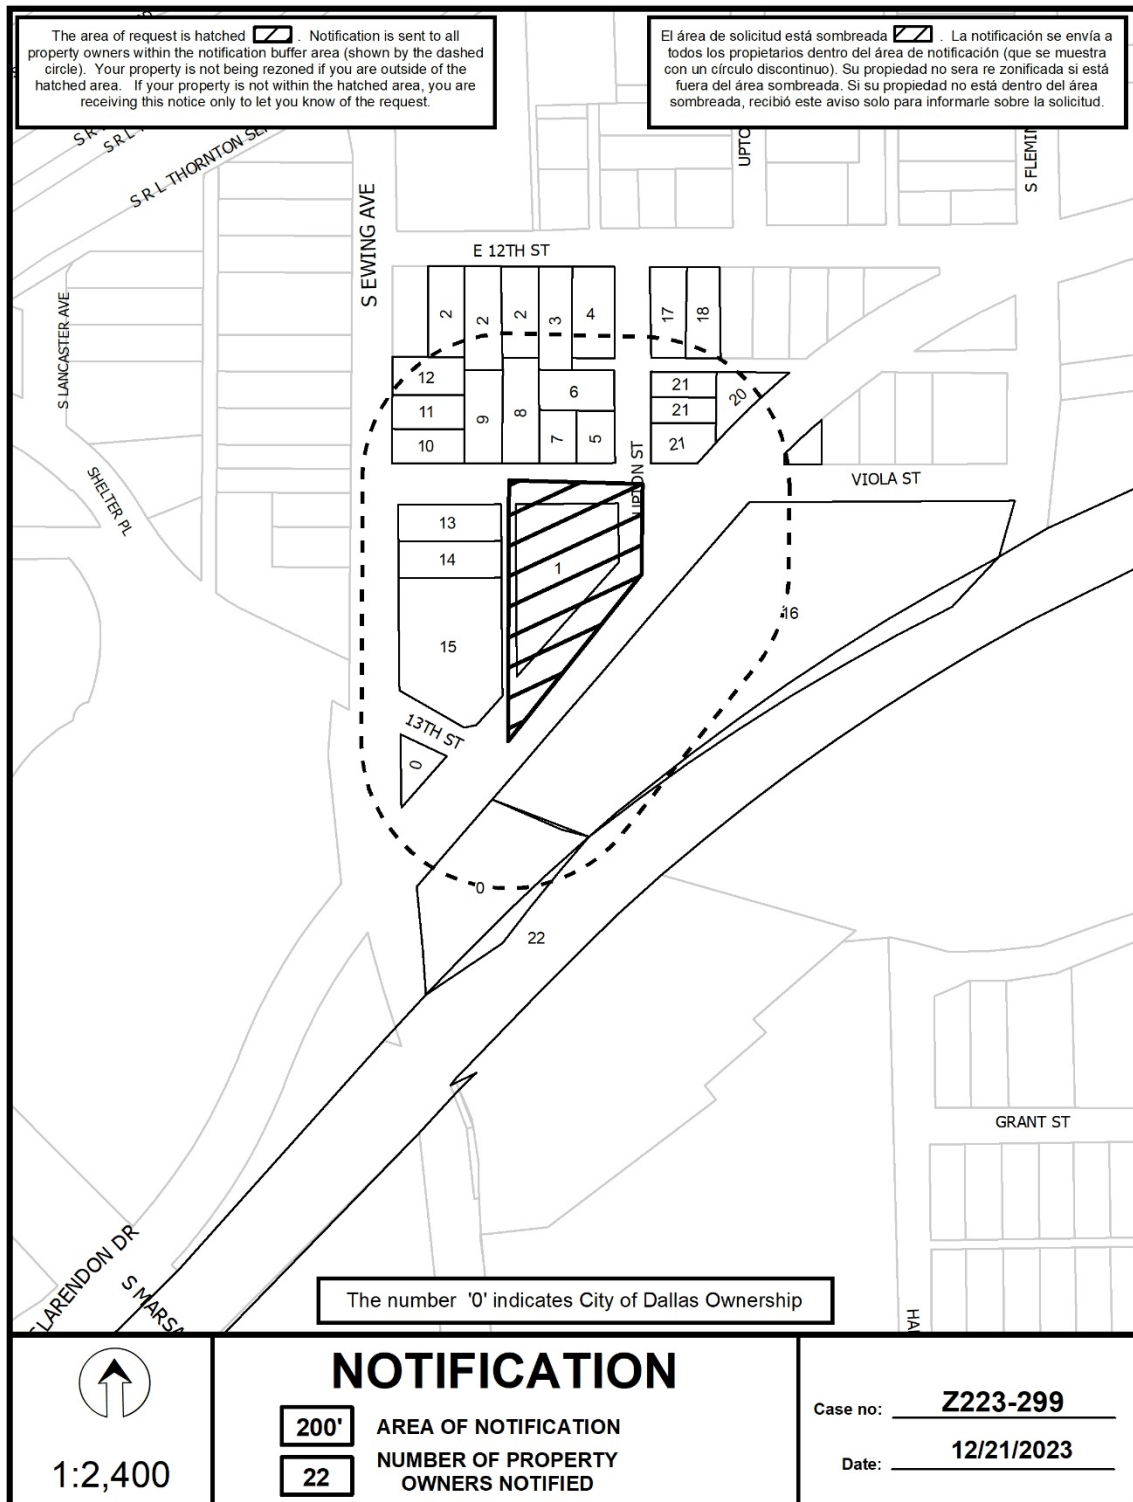 The area of request is hatched . Notification is sent to all
property owners within the notification buffer area (shown by the dashed
circle). Your property is not being rezoned if you are outside of the
hatched area. If your property is not within the hatched area, you are
receiving this notice only to let you know of the request.
El área de solicitud está sombreada . La notificación se envía a
todos los propietarios dentro del área de notificación (que se muestra
con un círculo discontinuo). Su propiedad no sera re zonificada si está
fuera del área sombreada. Si su propiedad no está dentro del área
sombreada, recibió este aviso solo para informarle sobre la solicitud.
S R L
S R L THORNTON
S EWING AVE
UPTO
S FLEMIN
E 12TH ST
S LANCASTER AVE
2
2
2
3
4
17
18
12
6
21
20
11
9
8
21
10
7
5
21
SHELTER PL
UPTON ST
VIOLA ST
13
14
1
15
16
13TH ST
0
0
22
GRANT ST
CLARENDON DR
S MARSA
HA
The number '0' indicates City of Dallas Ownership
1:2,400
NOTIFICATION
200' AREA OF NOTIFICATION
22 NUMBER OF PROPERTY
OWNERS NOTIFIED
Case no: Z223-299
Date: 12/21/2023